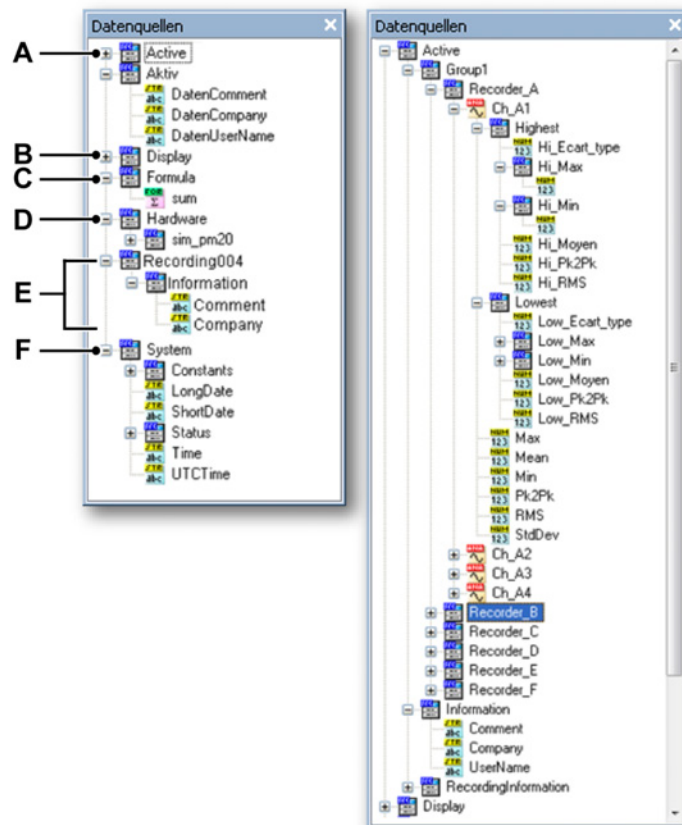 Datenquellen
A
Active
Aktiv
DatenComment
DatenCompany
DatenUserName
B
Display
C
Formula
sum
D
Hardware
sim_pm20
E
Recording004
Information
Comment
Company
F
System
Constants
LongDate
ShortDate
Status
Time
UTCTime
Datenquellen
Active
Group1
Recorder_A
Ch_A1
Highest
Hi_Ecart_type
Hi_Max
Hi_Min
Hi_Moyen
Hi_Pk2Pk
Hi_RMS
Lowest
Low_Ecart_type
Low_Max
Low_Min
Low_Moyen
Low_Pk2Pk
Low_RMS
Max
Mean
Min
Pk2Pk
RMS
StdDev
Ch_A2
Ch_A3
Ch_A4
Recorder_B
Recorder_C
Recorder_D
Recorder_E
Recorder_F
Information
Comment
Company
UserName
RecordingInformation
Display